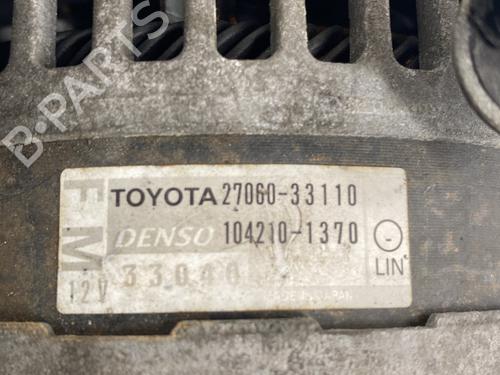 B-PARTS
FM
TOYOTA 27060-33110
DENSO 104210-1370
12V
LIN